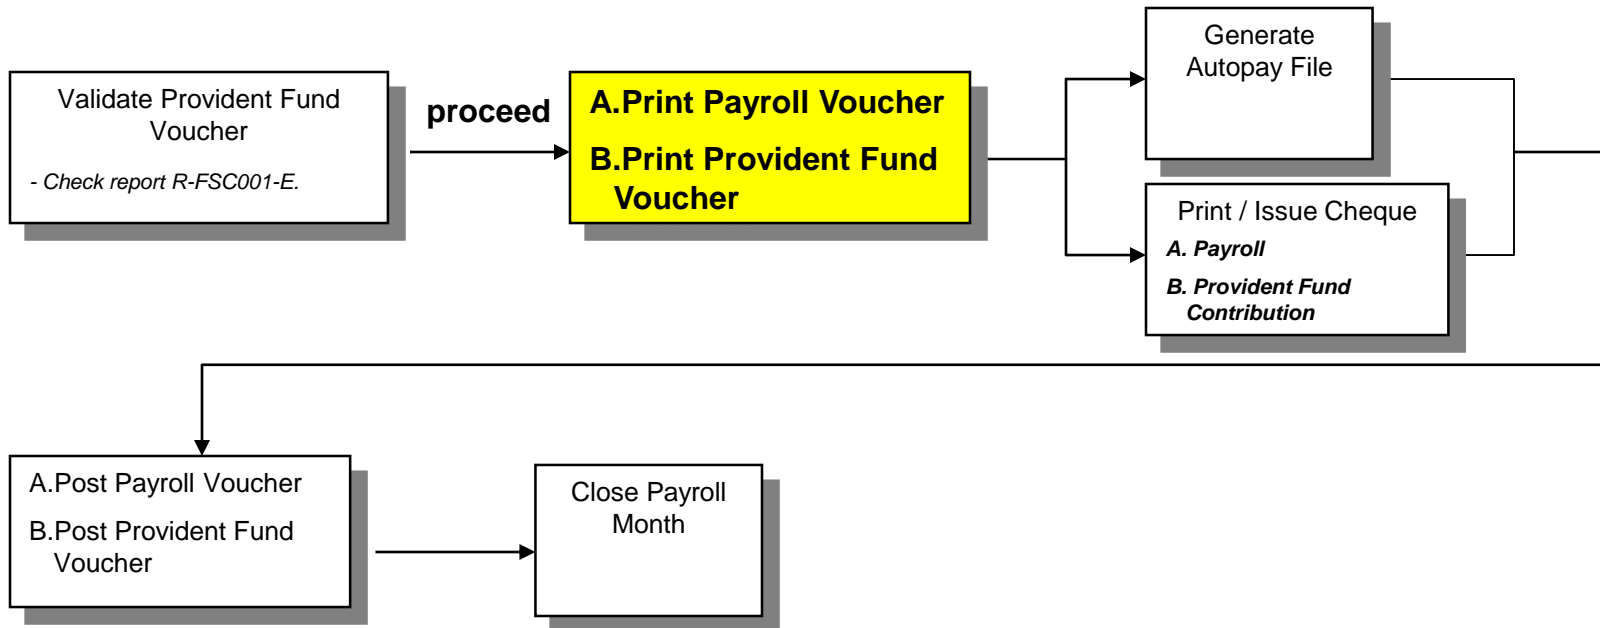 Validate Provident Fund
Voucher
- Check report R-FSC001-E.
proceed
A.Print Payroll Voucher
B.Print Provident Fund
Voucher
Generate
Autopay File
Print / Issue Cheque
A. Payroll
B. Provident Fund
Contribution
A.Post Payroll Voucher
B.Post Provident Fund
Voucher
Close Payroll
Month